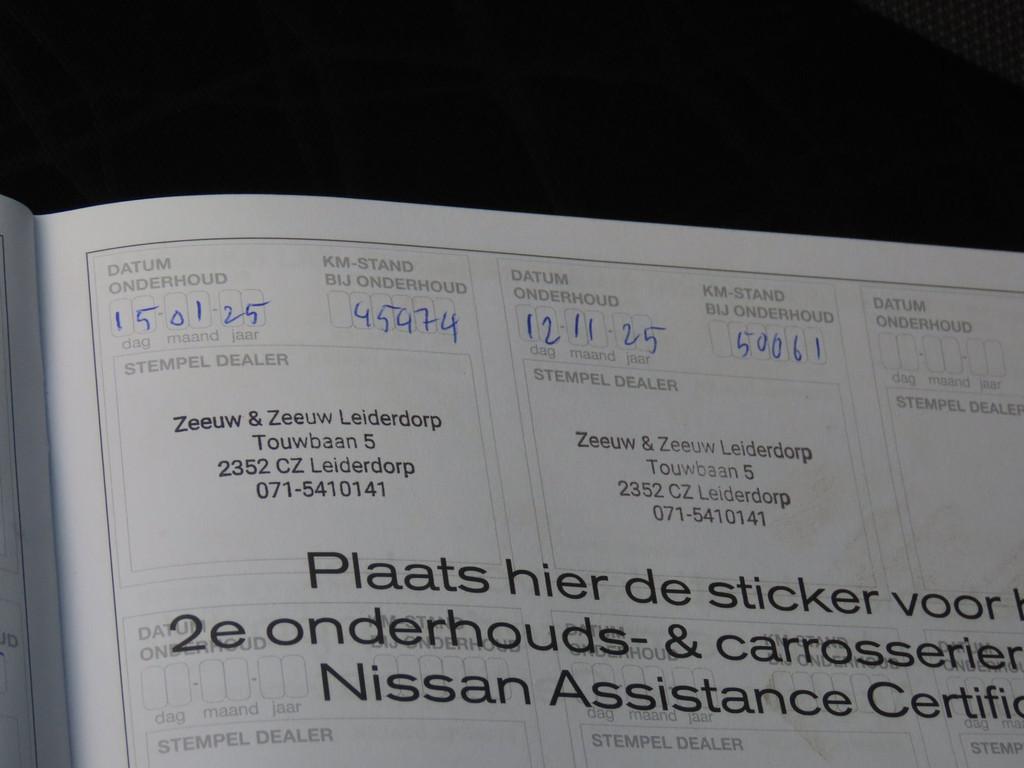 DATUM
ONDERHOUD
15-01-25
dag maand jaar
KM-STAND
BIJ ONDERHOUD
45474
STEMPEL DEALER
Zeeuw & Zeeuw Leiderdorp
Touwbaan 5
2352 CZ Leiderdorp
071-5410141
DATUM
ONDERHOUD
12-11-25
dag maand jaar
KM-STAND
BIJ ONDERHOUD
50061
STEMPEL DEALER
Zeeuw & Zeeuw Leiderdorp
Touwbaan 5
2352 CZ Leiderdorp
071-5410141
DATUM
ONDERHOUD
dag maand jaar
STEMPEL DEALER
Plaats hier de sticker voor
2e onderhouds- & carrosserier
Nissan Assistance Certific
dag maand jaar
STEMPEL DEALER
dag maand jaar
STEMPEL DEALER
STEMP